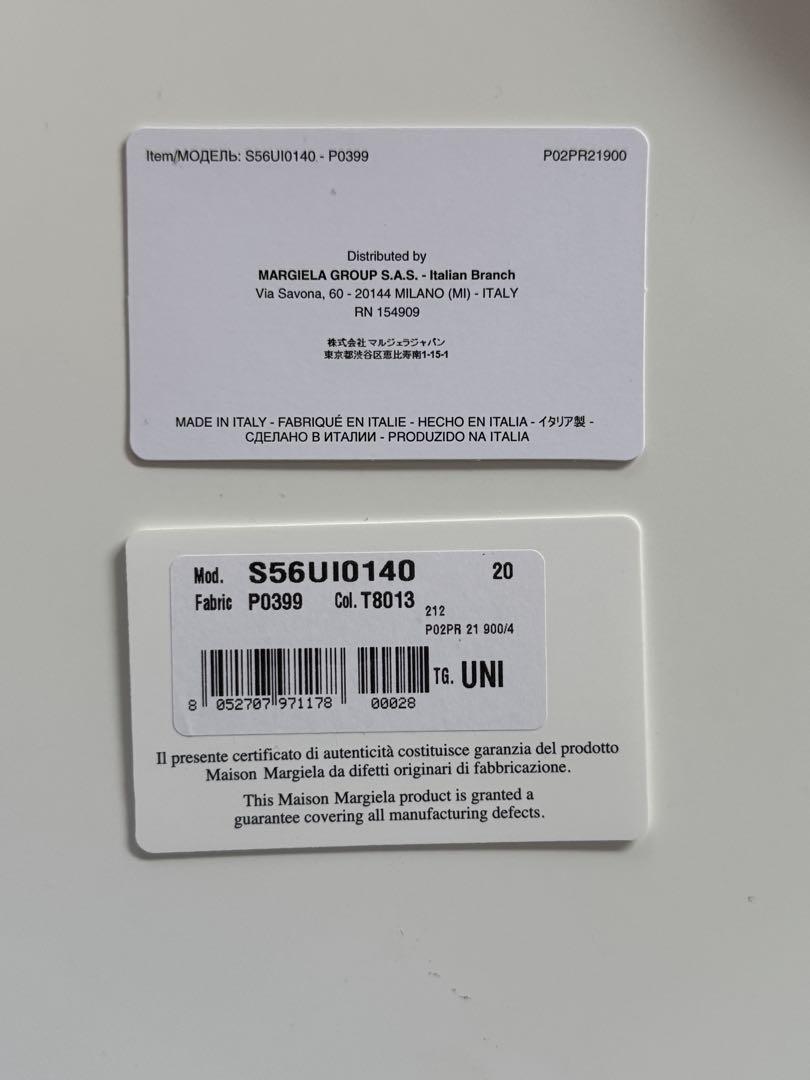 Item/МОДЕЛЬ: S56UI0140 - P0399 P02PR21900
Distributed by
MARGIELA GROUP S.A.S. - Italian Branch
Via Savona, 60 - 20144 MILANO (MI) - ITALY
RN 154909
株式会社マルジェラジャパン
東京都渋谷区恵比寿南1-15-1
MADE IN ITALY - FABRIQUÉ EN ITALIE - HECHO EN ITALIA - イタリア製 -
СДЕЛАНО В ИТАЛИИ - PRODUZIDO NA ITALIA
Mod. S56UI0140 20
Fabric P0399 Col. T8013
212
P02PR 21 900/4
TG. UNI
8 052707 971178 00028
Il presente certificato di autenticità costituisce garanzia del prodotto
Maison Margiela da difetti originari di fabbricazione.
This Maison Margiela product is granted a
guarantee covering all manufacturing defects.